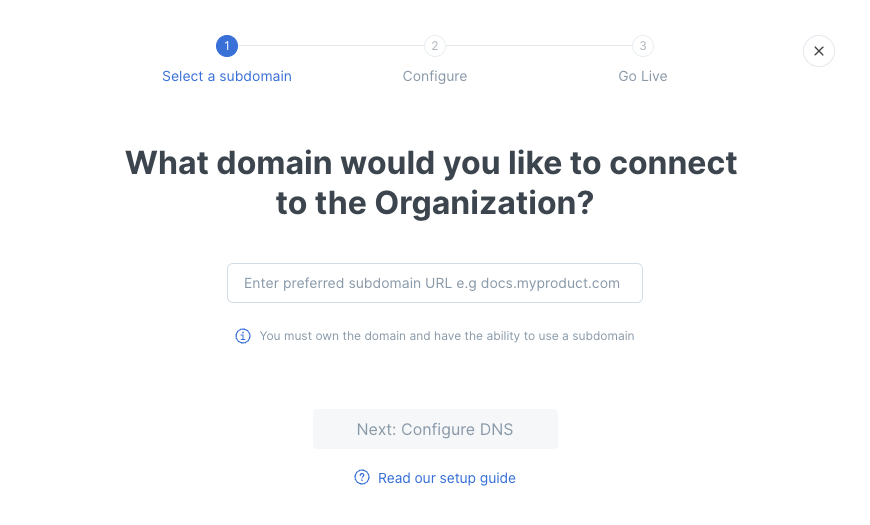 1
2
3
Select a subdomain
Configure
Go Live
What domain would you like to connect
to the Organization?
Enter preferred subdomain URL e.g docs.myproduct.com
You must own the domain and have the ability to use a subdomain
Next: Configure DNS
Read our setup guide